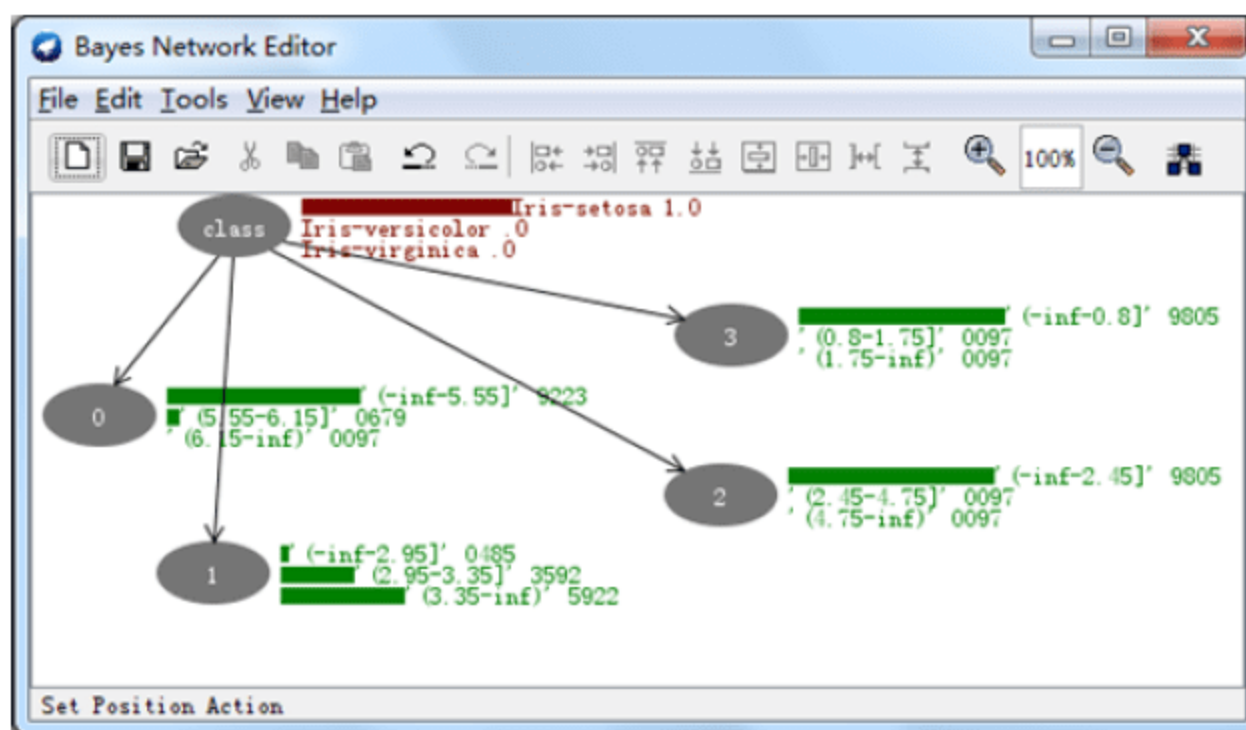 Bayes Network Editor
File Edit Tools View Help
100%
class
Iris-setosa 1.0
Iris-versicolor .0
Iris-virginica .0
3
'(-inf-0.8]' 9805
'(0.8-1.75]' 0097
'(1.75-inf)' 0097
0
'(-inf-5.55]' 9223
'(5.55-6.15]' 0679
'(6.15-inf)' 0097
2
'(-inf-2.45]' 9805
'(2.45-4.75]' 0097
'(4.75-inf)' 0097
1
'(-inf-2.95]' 0485
'(2.95-3.35]' 3592
'(3.35-inf)' 5922
Set Position Action